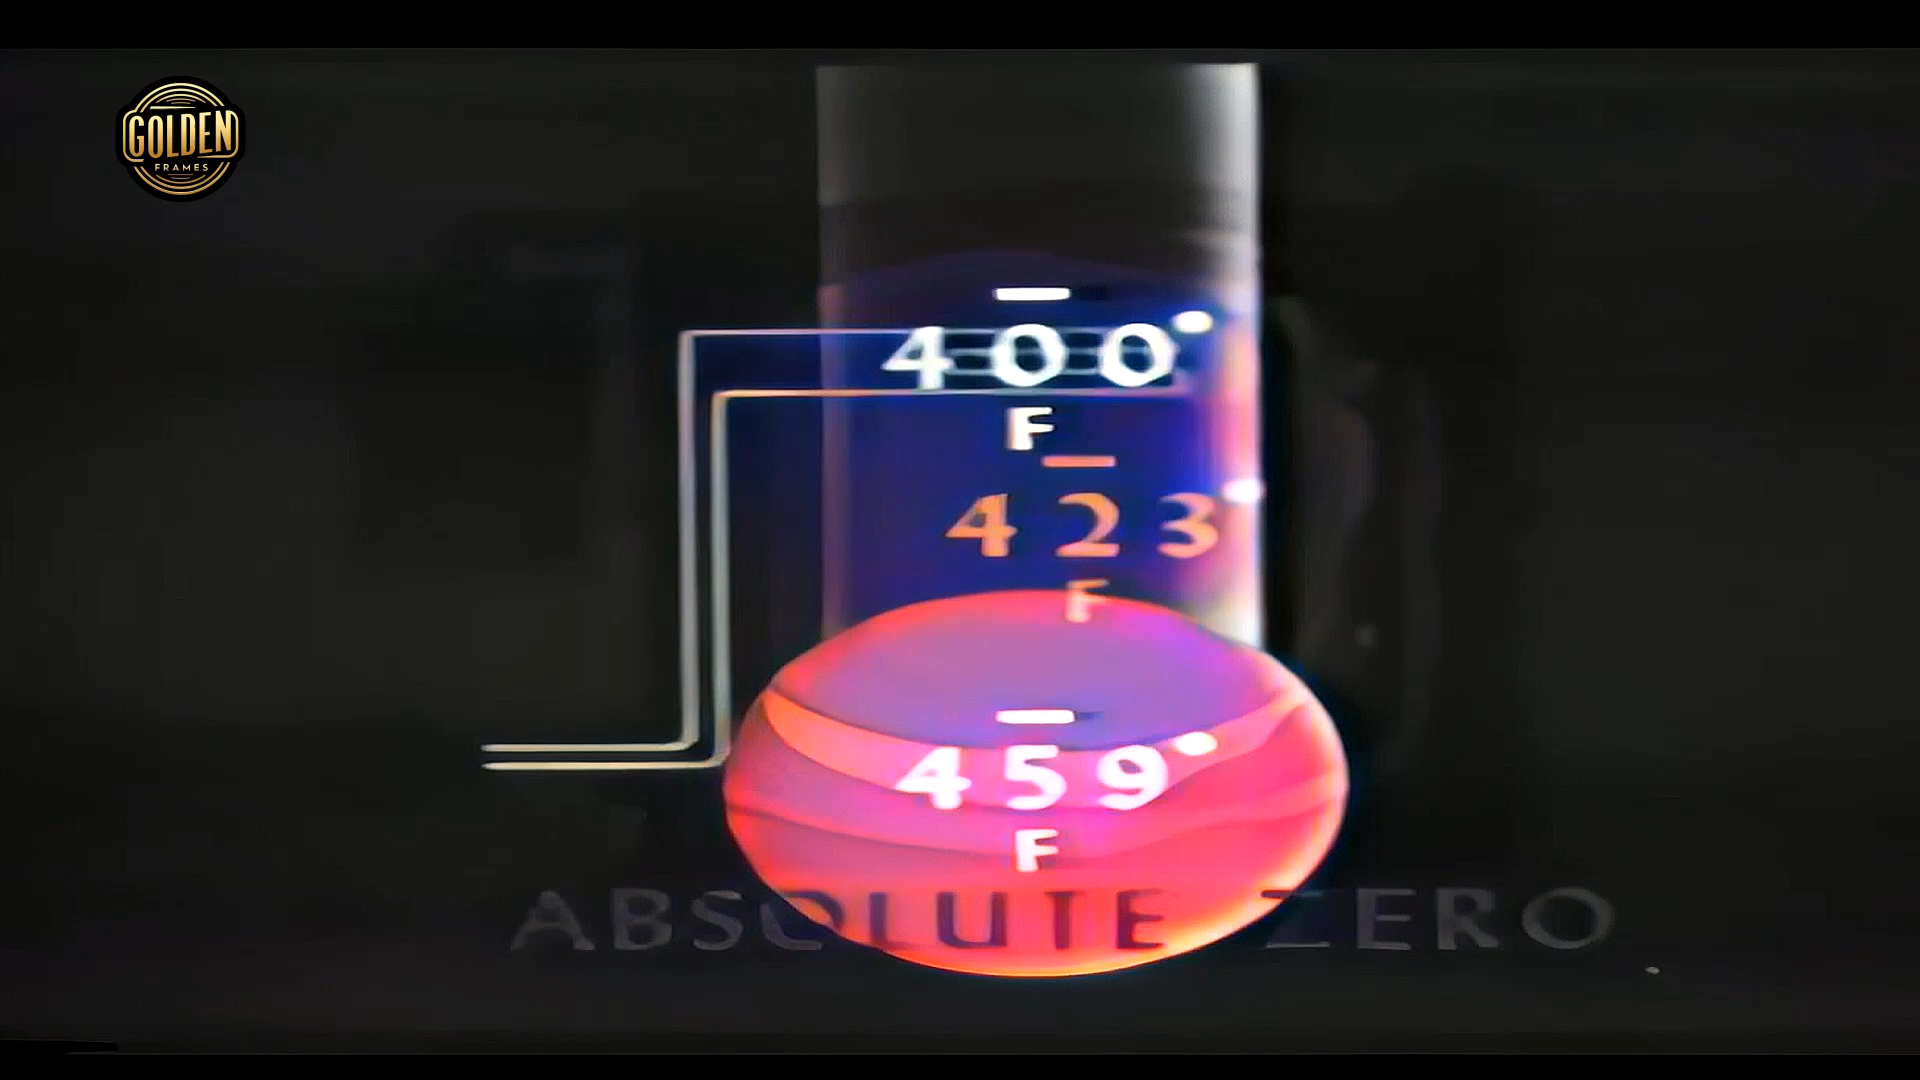 GOLDEN
FRAMES
–
400°
F
–
423°
F
–
459°
F
ABSOLUTE ZERO